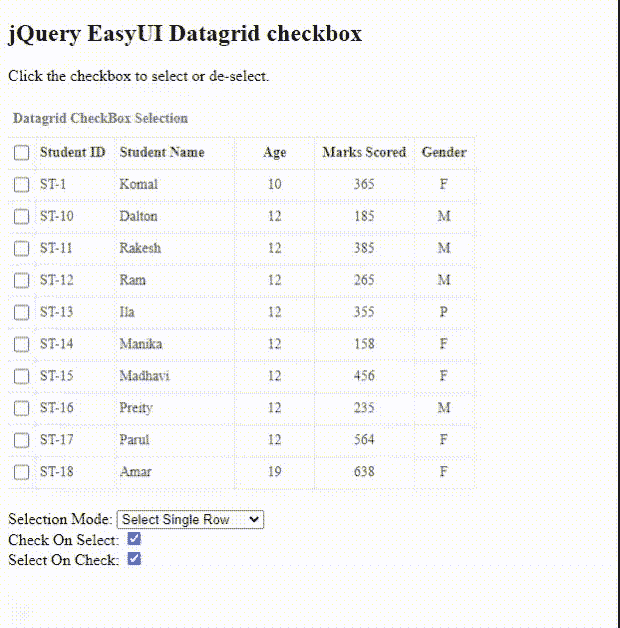 jQuery EasyUI Datagrid checkbox
Click the checkbox to select or de-select.
Datagrid CheckBox Selection
Student ID Student Name Age Marks Scored Gender
ST-1 Komal 10 365 F
ST-10 Dalton 12 185 M
ST-11 Rakesh 12 385 M
ST-12 Ram 12 265 M
ST-13 Ila 12 355 P
ST-14 Manika 12 158 F
ST-15 Madhavi 12 456 F
ST-16 Preity 12 235 M
ST-17 Parul 12 564 F
ST-18 Amar 19 638 F
Selection Mode: Select Single Row
Check On Select:
Select On Check: